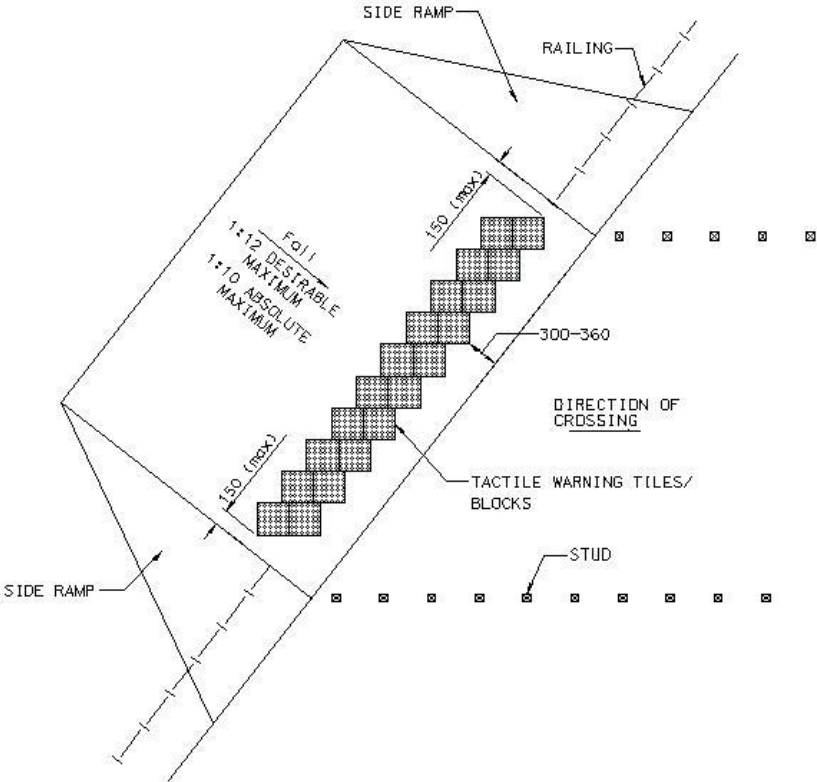 SIDE RAMP
RAILING
150 (max)
Fall
1:12 DESIRABLE
MAXIMUM
1:10 ABSOLUTE
MAXIMUM
300-360
DIRECTION OF
CROSSING
150 (max)
TACTILE WARNING TILES/
BLOCKS
STUD
SIDE RAMP